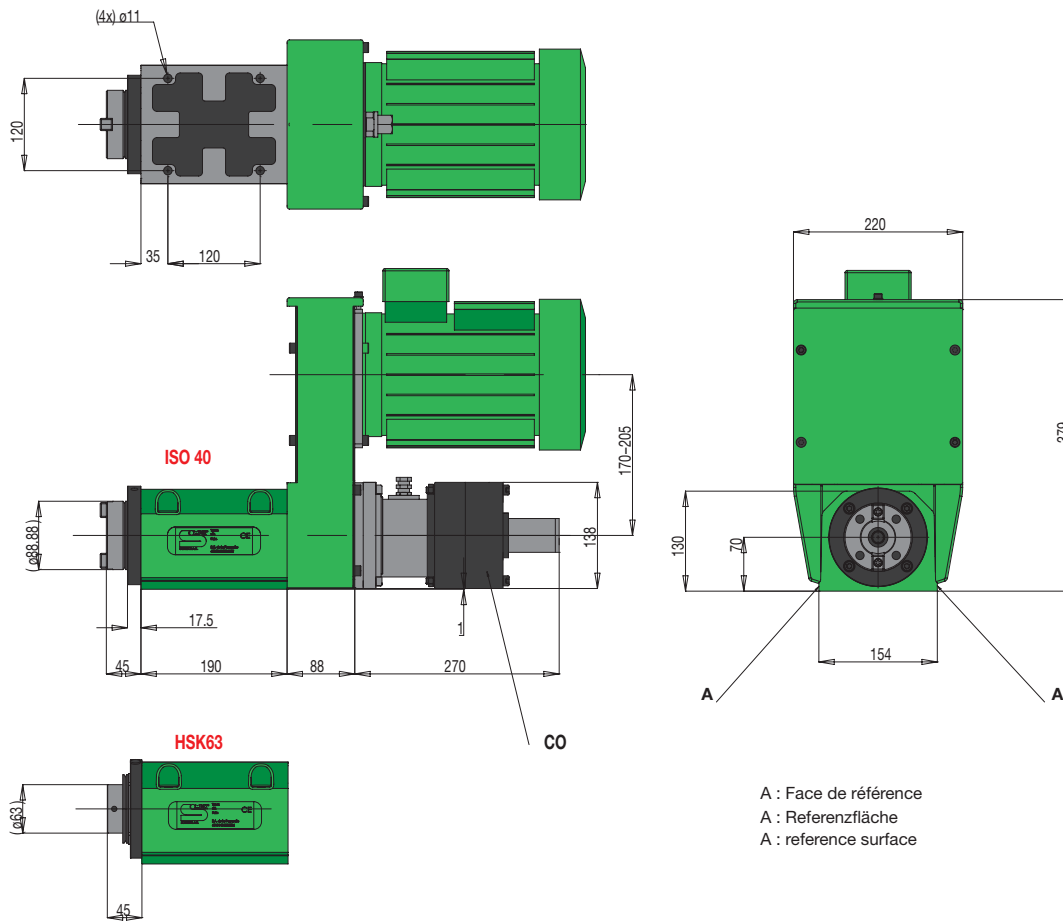 (4x) ø11
120
35
120
220
ISO 40
170-205
(ø88.88)
138
130
70
1
17.5
45
190
88
270
154
A
A
CO
HSK63
CE
(ø63)
45
A : Face de référence
A : Referenzfläche
A : reference surface